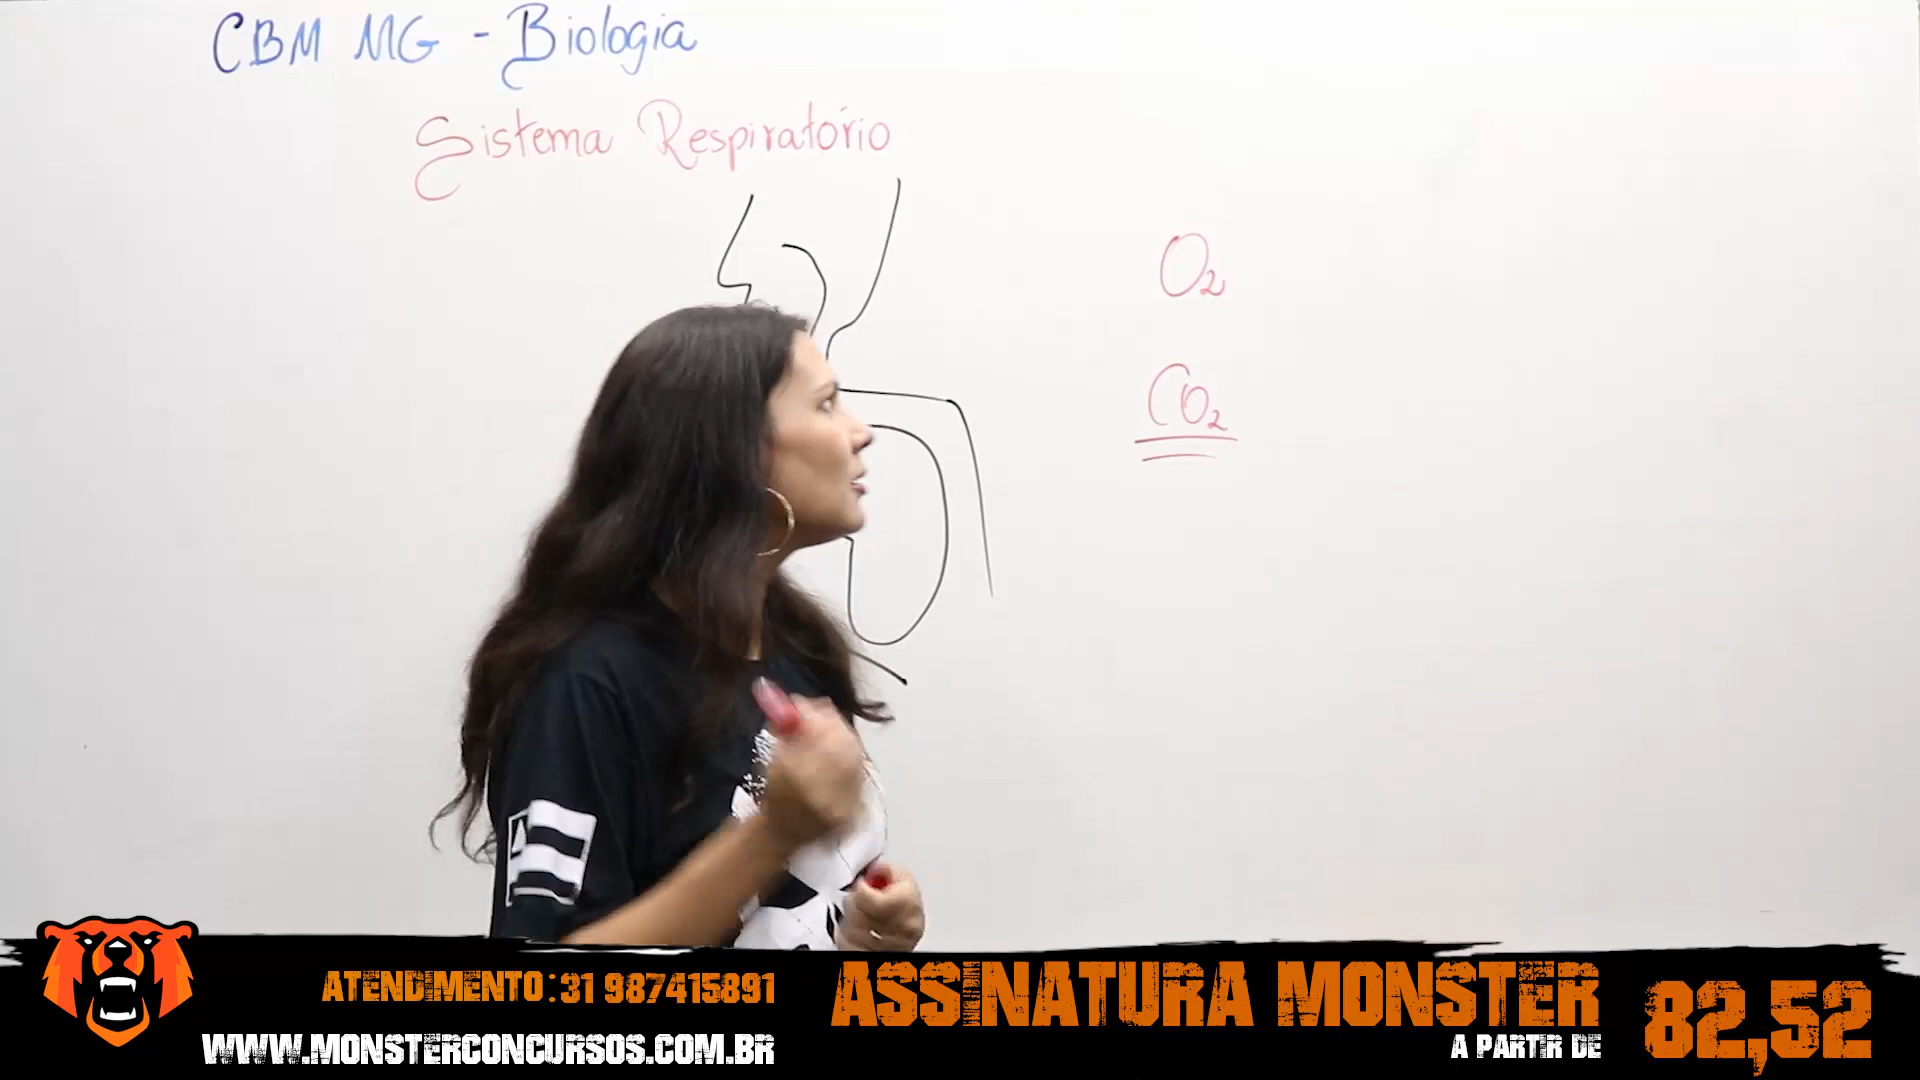 CBM MG - Biologia
Sistema Respiratório
O₂
CO₂
ATENDIMENTO: 31 987415891
WWW.MONSTERCONCURSOS.COM.BR
ASSINATURA MONSTER
A PARTIR DE
82,52